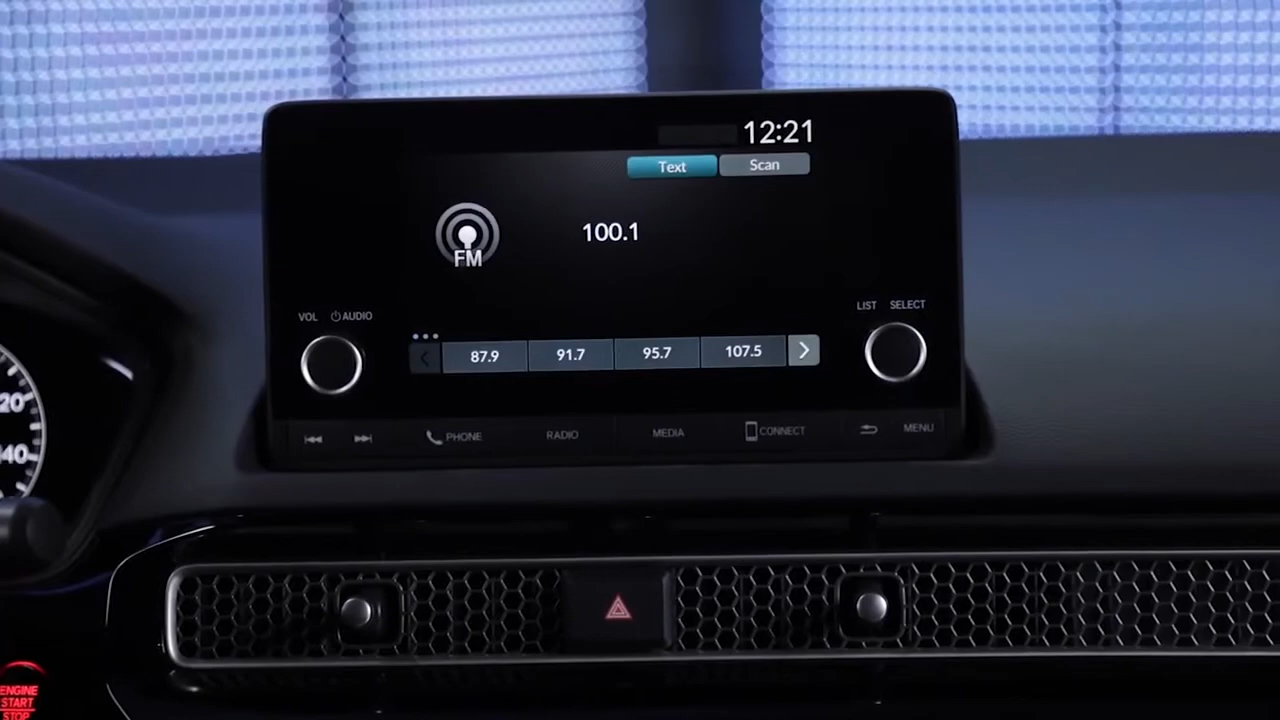 12:21
Text Scan
100.1
FM
VOL AUDIO
LIST SELECT
87.9 91.7 95.7 107.5
20
40
PHONE RADIO MEDIA CONNECT MENU
ENGINE
START
STOP